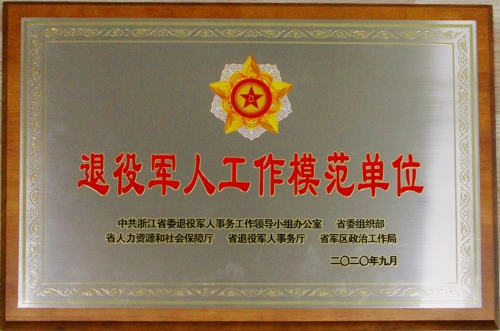 退役军人工作模范单位
中共浙江省委退役军人事务工作领导小组办公室 省委组织部
省人力资源和社会保障厅 省退役军人事务厅 省军区政治工作局
二〇二〇年九月